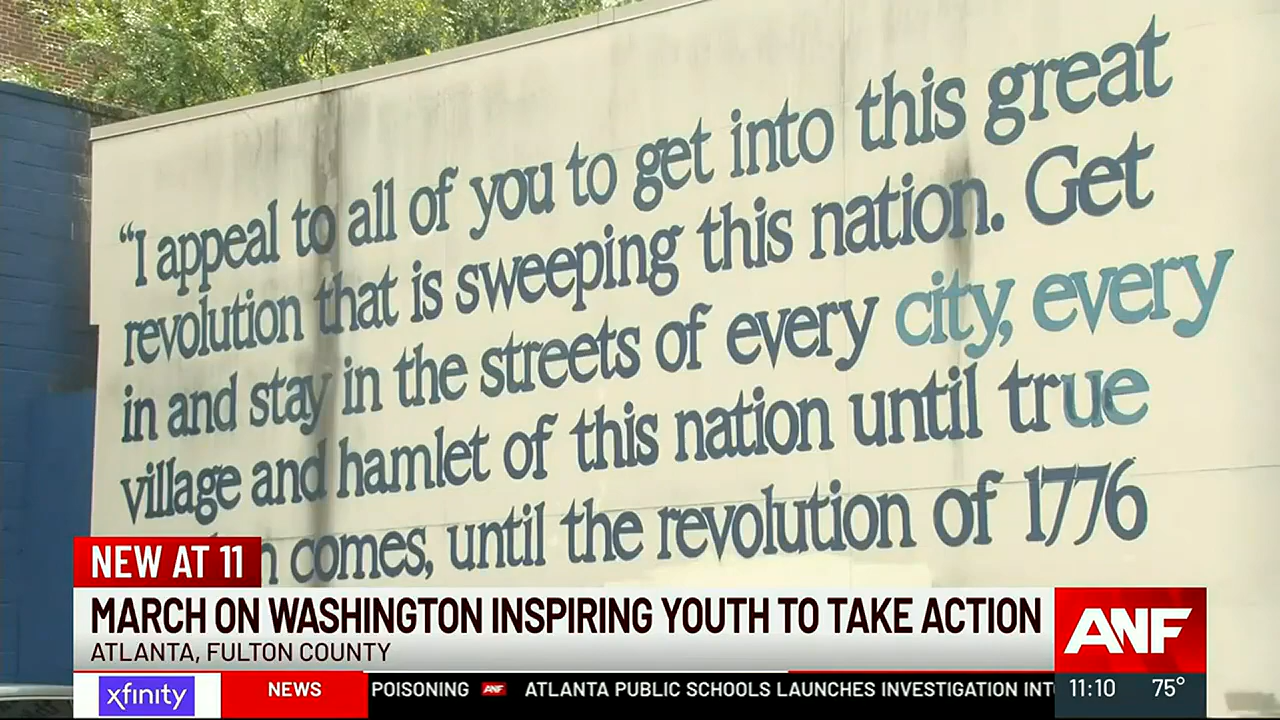 “I appeal to all of you to get into this great
revolution that is sweeping this nation. Get
in and stay in the streets of every city, every
village and hamlet of this nation until true
comes, until the revolution of 1776
NEW AT 11
MARCH ON WASHINGTON INSPIRING YOUTH TO TAKE ACTION
ATLANTA, FULTON COUNTY
ANF
xfinity
NEWS
POISONING ANF ATLANTA PUBLIC SCHOOLS LAUNCHES INVESTIGATION INT
11:10 75°